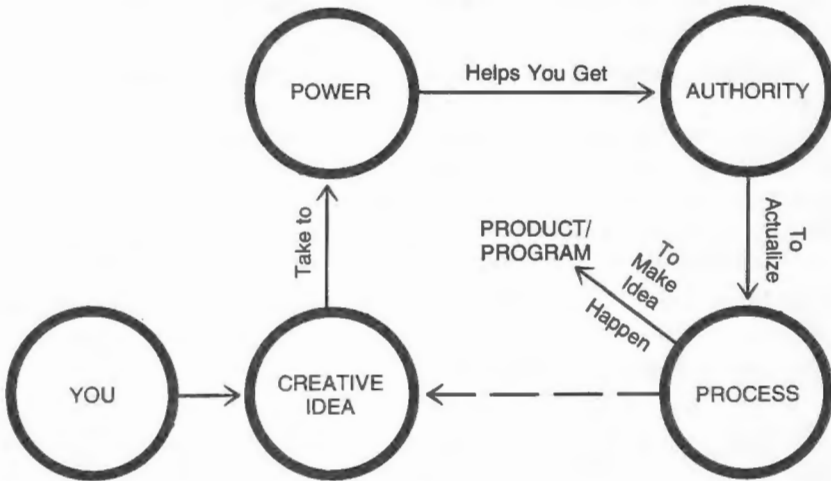 POWER
Helps You Get
AUTHORITY
Take to
To
Actualize
PRODUCT/
PROGRAM
To
Make
Idea
Happen
YOU
CREATIVE
IDEA
PROCESS